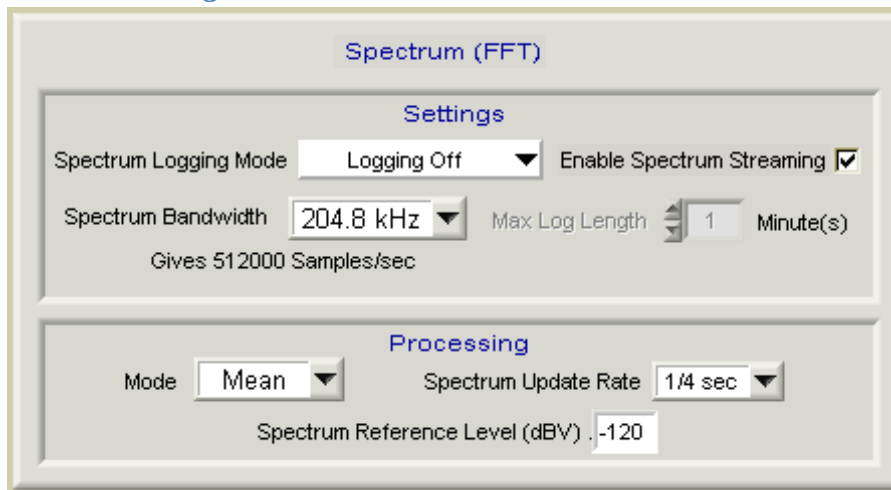 Spectrum (FFT)
Settings
Spectrum Logging Mode Logging Off Enable Spectrum Streaming
Spectrum Bandwidth 204.8 kHz Max Log Length 1 Minute(s)
Gives 512000 Samples/sec
Processing
Mode Mean Spectrum Update Rate 1/4 sec
Spectrum Reference Level (dBV) . -120